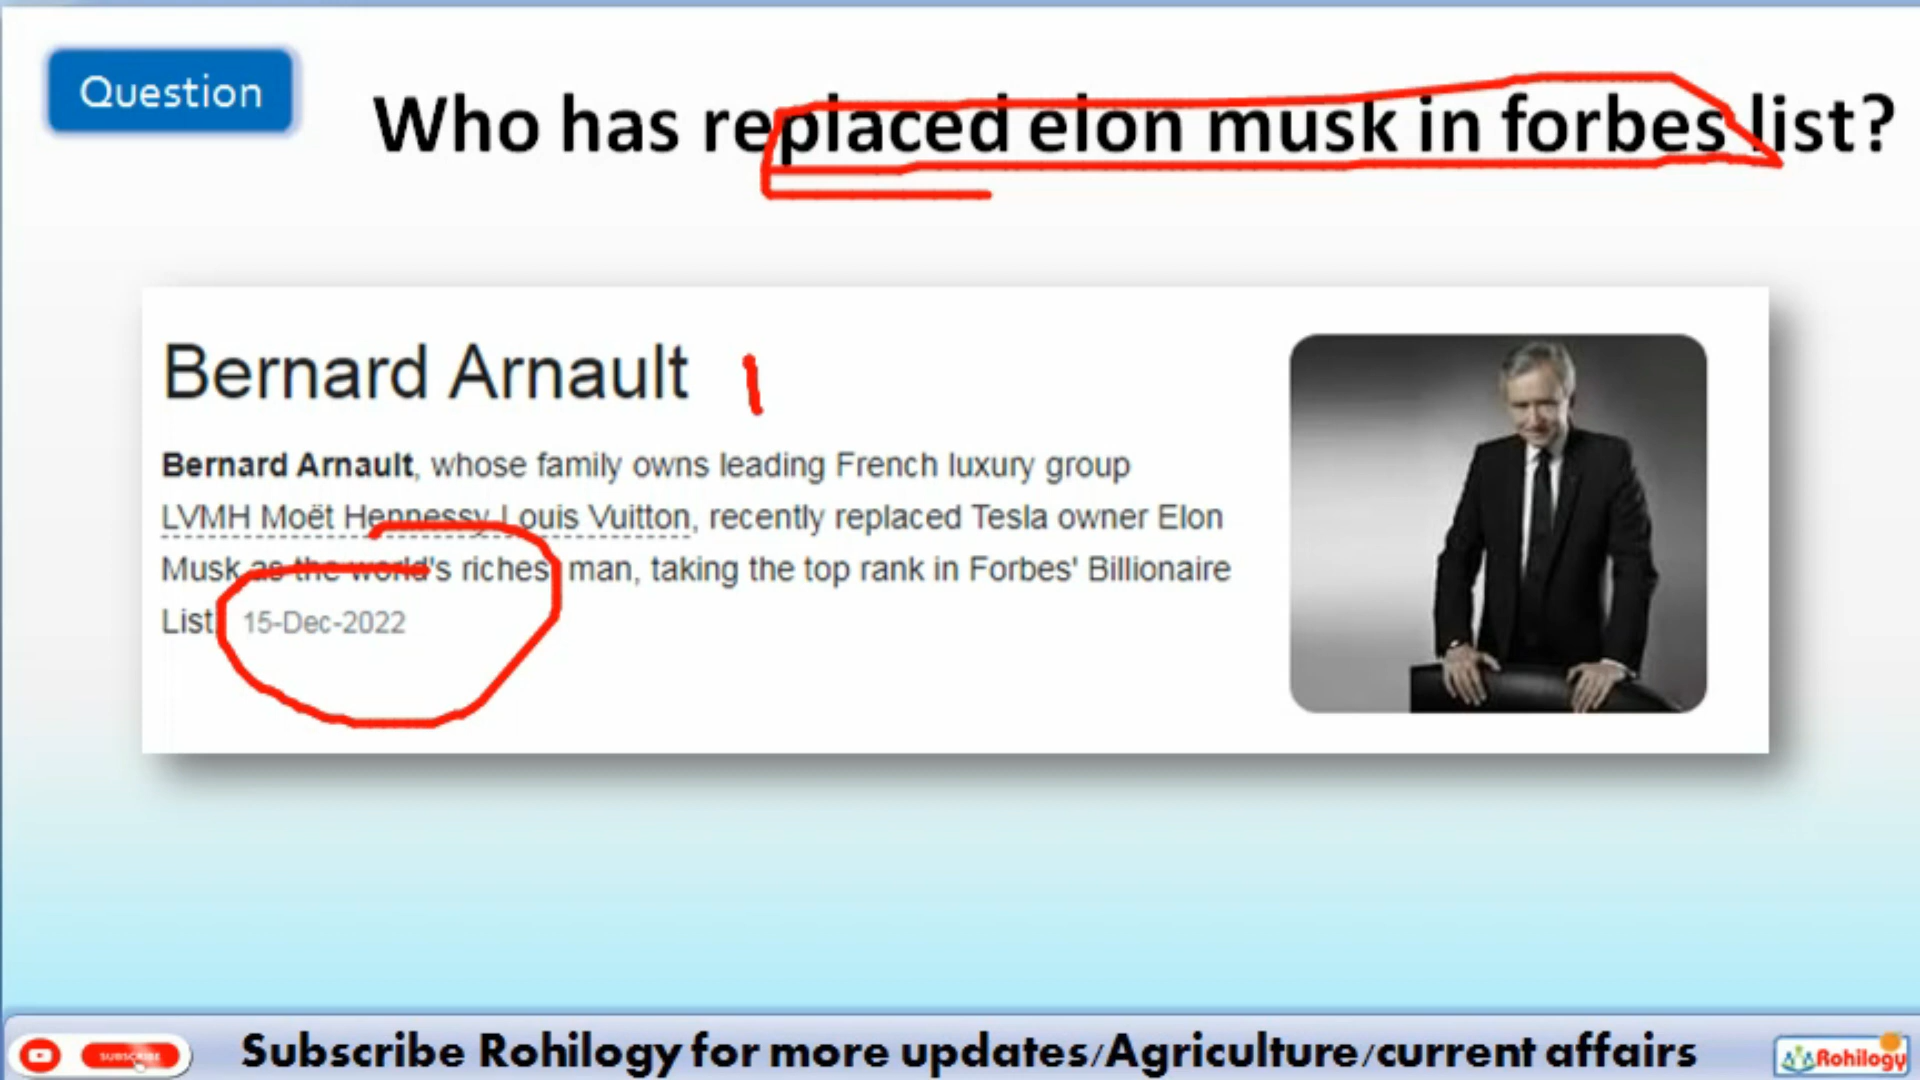 Question
Who has replaced elon musk in forbes list?
Bernard Arnault
Bernard Arnault, whose family owns leading French luxury group
LVMH Moët Hennessy Louis Vuitton, recently replaced Tesla owner Elon
Musk as the world's richest man, taking the top rank in Forbes' Billionaire
List. 15-Dec-2022
SUBSCRIBE
Subscribe Rohilogy for more updates/Agriculture/current affairs
Rohilogy